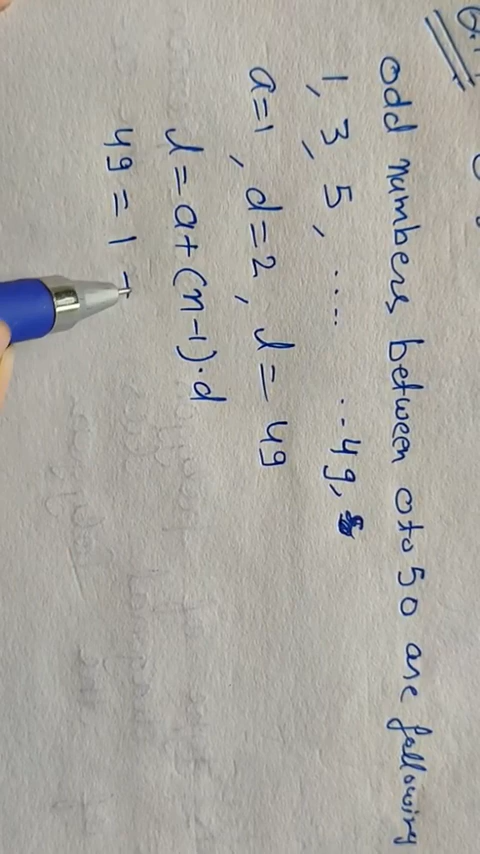 Odd numbers between 0 to 50 are following
1, 3, 5, ..... ..49,
a=1, d=2, l=49
l=a+(n-1).d
49=1+